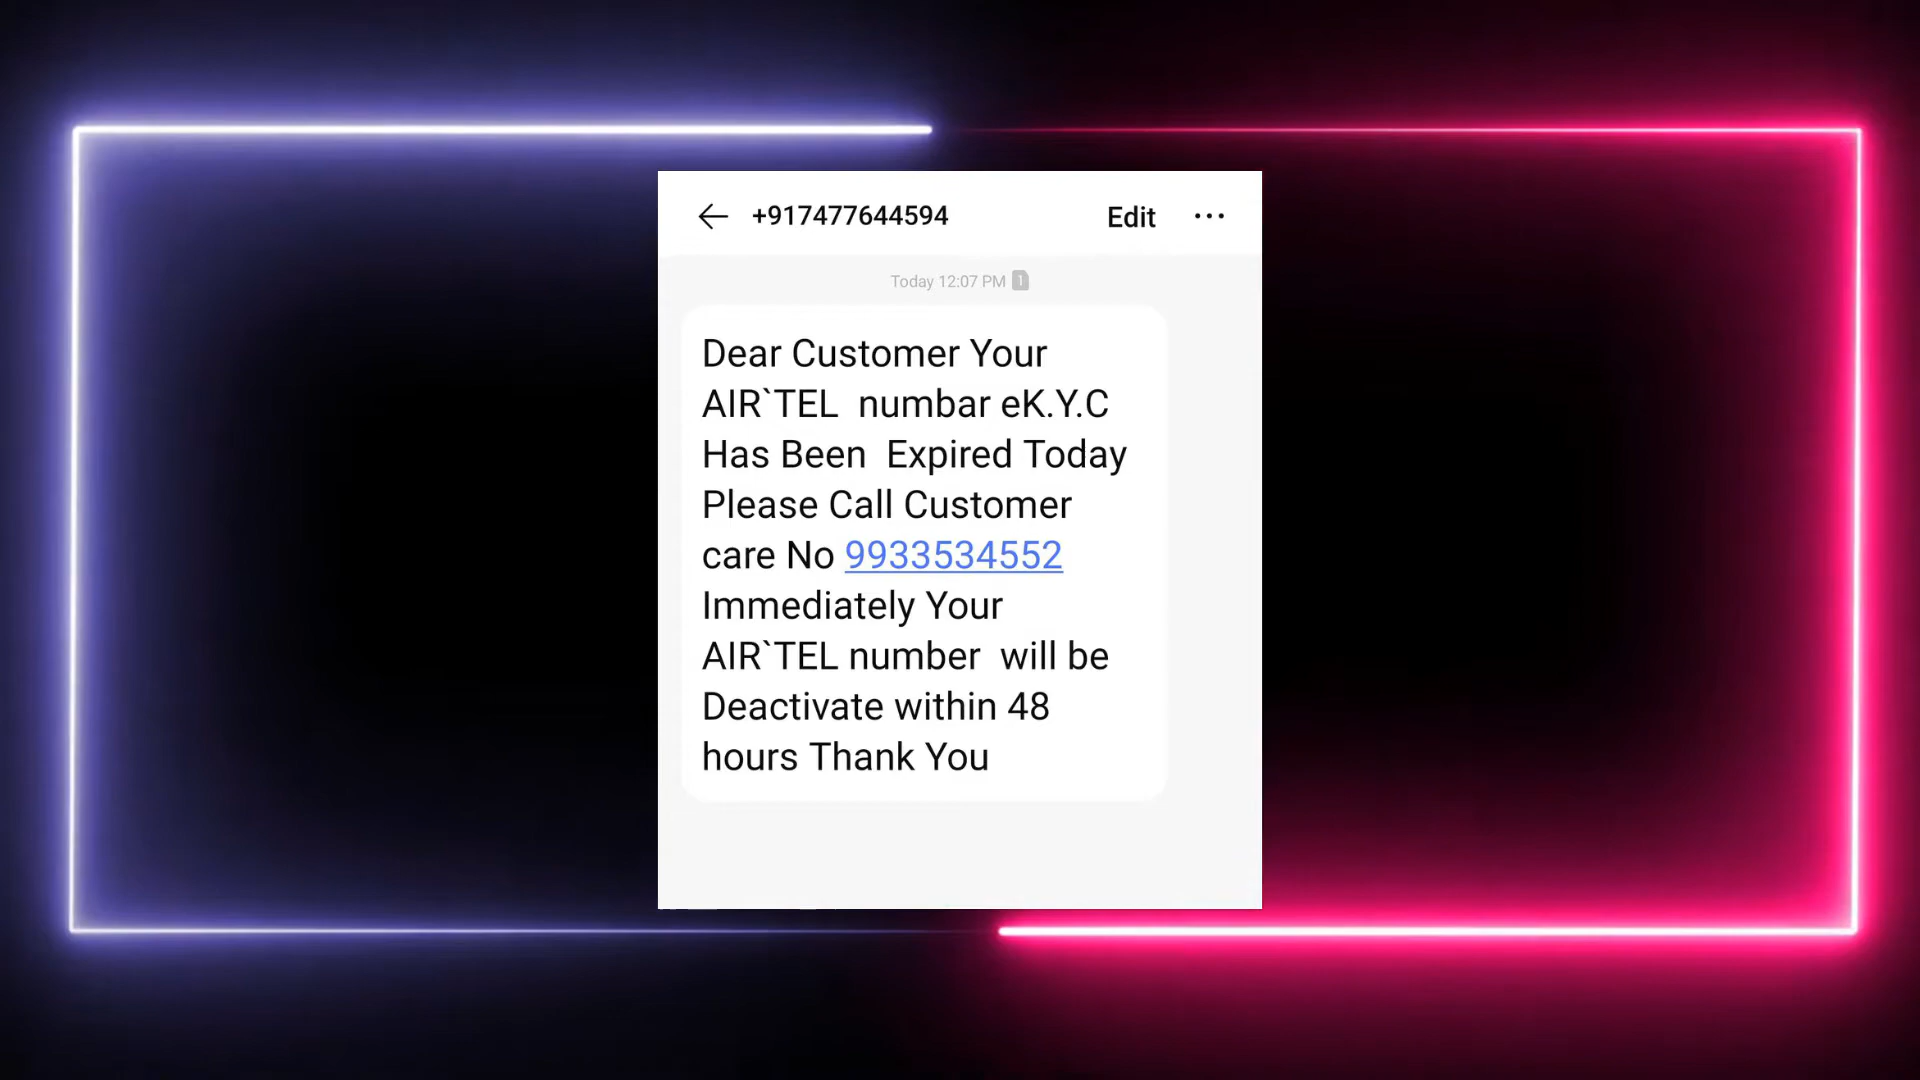 +917477644594 Edit
Today 12:07 PM 1
Dear Customer Your
AIR`TEL  numbar eK.Y.C
Has Been  Expired Today
Please Call Customer
care No 9933534552
Immediately Your
AIR`TEL number  will be
Deactivate within 48
hours Thank You